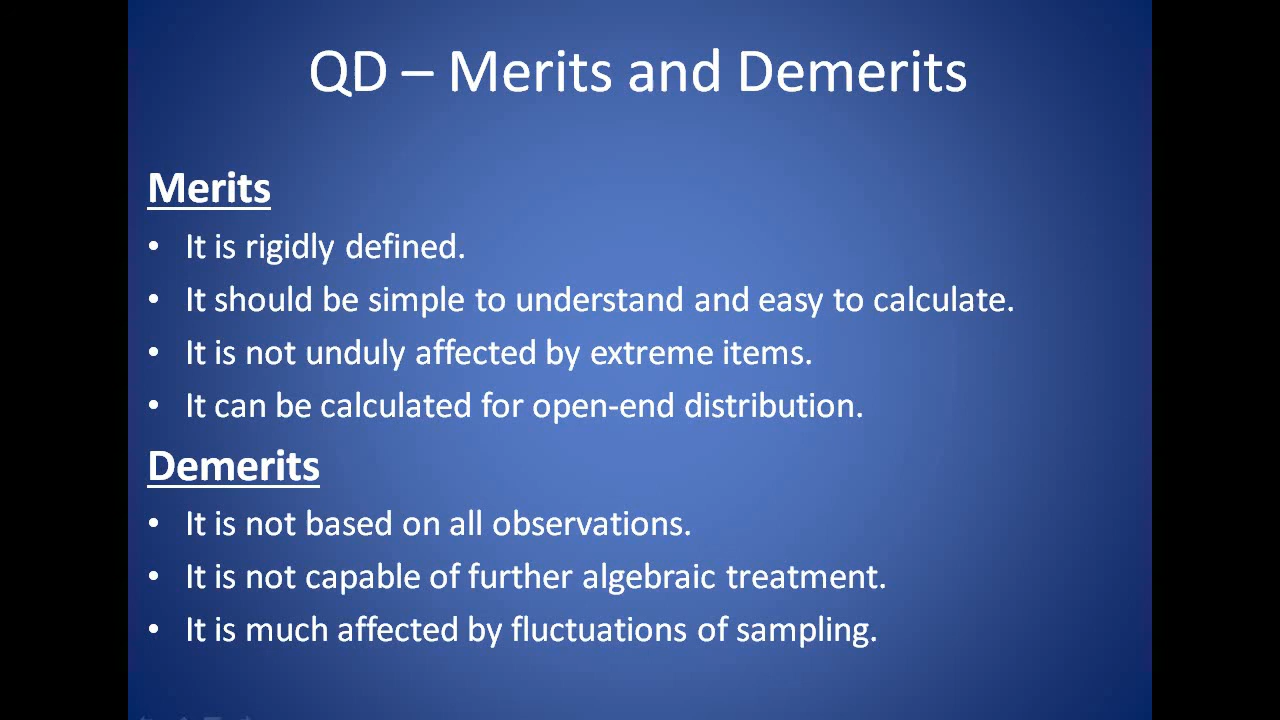 QD – Merits and Demerits
Merits
• It is rigidly defined.
• It should be simple to understand and easy to calculate.
• It is not unduly affected by extreme items.
• It can be calculated for open-end distribution.
Demerits
• It is not based on all observations.
• It is not capable of further algebraic treatment.
• It is much affected by fluctuations of sampling.